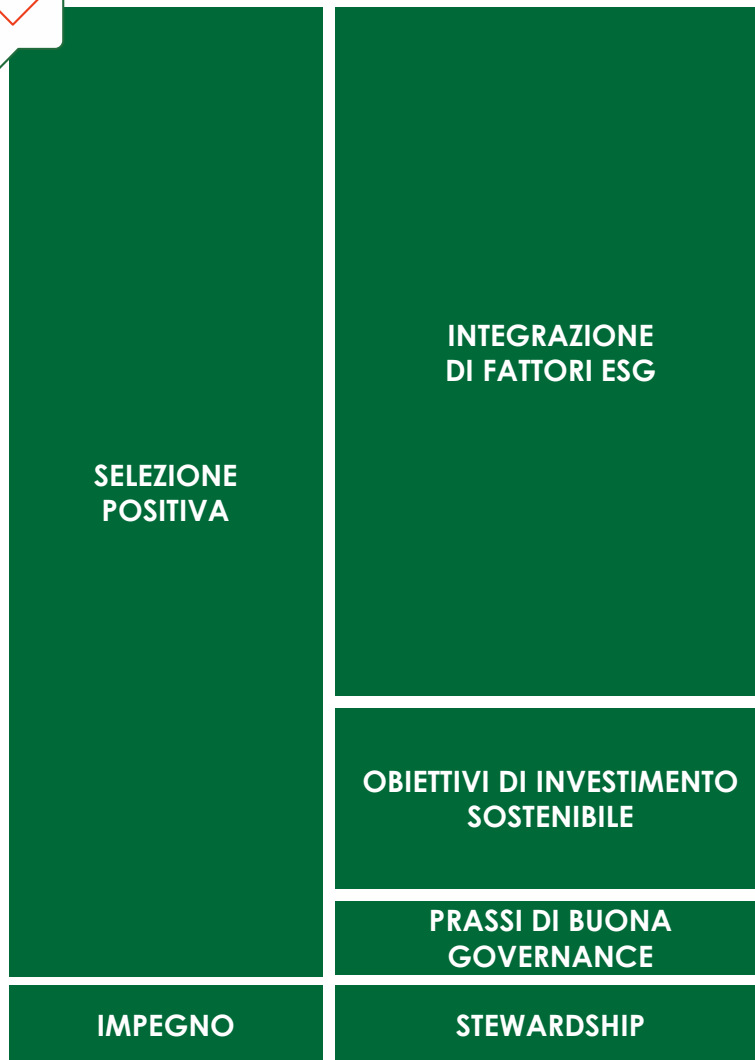 SELEZIONE
POSITIVA
INTEGRAZIONE
DI FATTORI ESG
OBIETTIVI DI INVESTIMENTO
SOSTENIBILE
PRASSI DI BUONA
GOVERNANCE
IMPEGNO
STEWARDSHIP